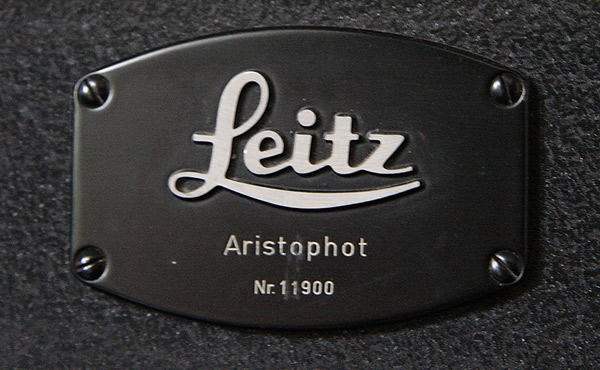 Leitz
Aristophot
Nr. 11900